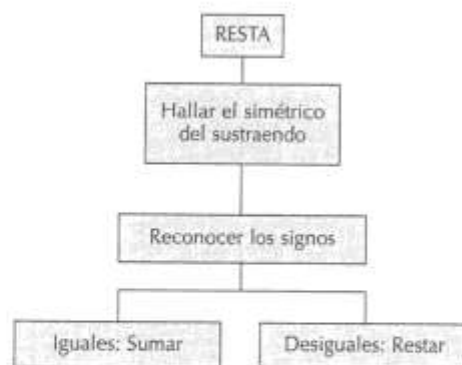 RESTA
Hallar el simétrico
del sustraendo
Reconocer los signos
Iguales: Sumar
Desiguales: Restar